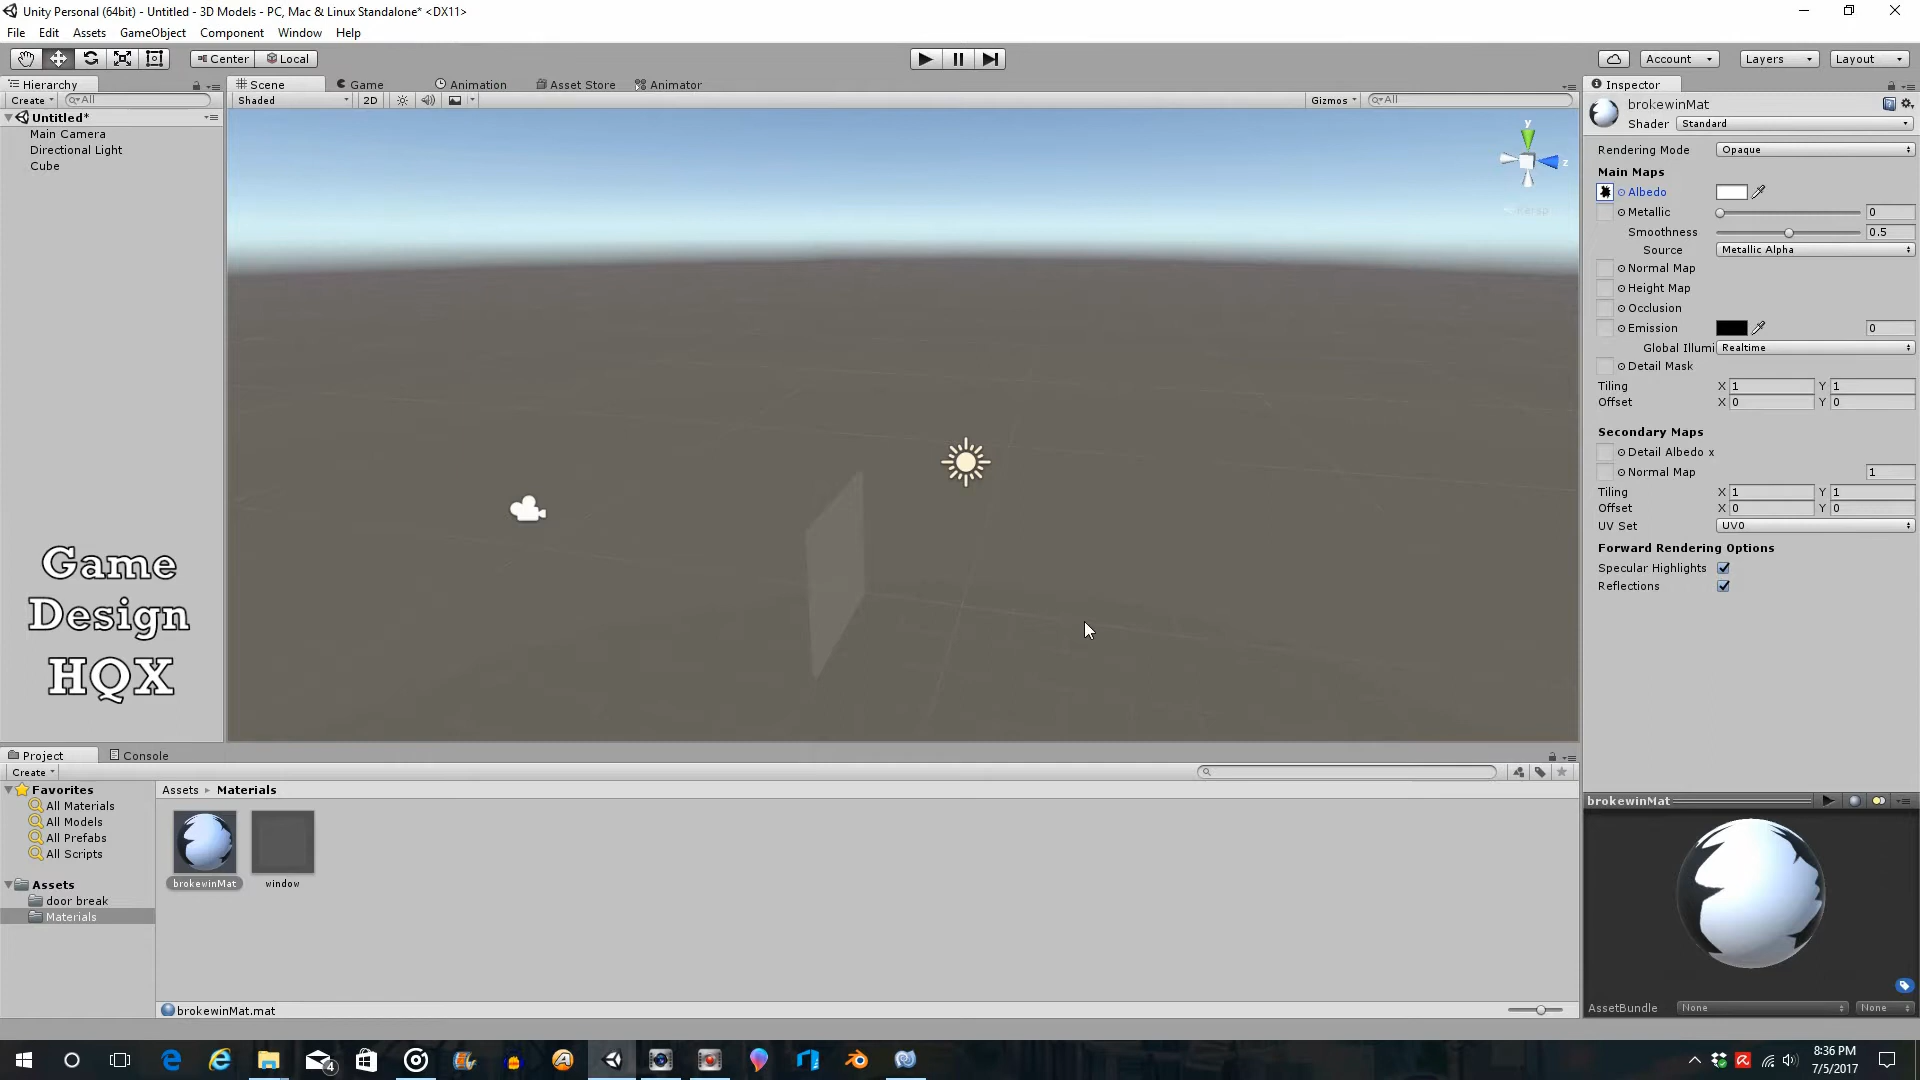 Unity Personal (64bit) - Untitled - 3D Models - PC, Mac & Linux Standalone* <DX11>
File Edit Assets GameObject Component Window Help
Center Local
Account Layers Layout
Hierarchy
Scene Game Animation Asset Store Animator
Inspector
Create All
Shaded 2D Gizmos All
Untitled*
Main Camera
Directional Light
Cube
y
z
Persp
Game
Design
HQX
brokewinMat
Shader Standard
Rendering Mode Opaque
Main Maps
Albedo
Metallic 0
Smoothness 0.5
Source Metallic Alpha
Normal Map
Height Map
Occlusion
Emission 0
Global Illumi Realtime
Detail Mask
Tiling X 1 Y 1
Offset X 0 Y 0
Secondary Maps
Detail Albedo x
Normal Map 1
Tiling X 1 Y 1
Offset X 0 Y 0
UV Set UV0
Forward Rendering Options
Specular Highlights
Reflections
Project Console
Create
Favorites
All Materials
All Models
All Prefabs
All Scripts
Assets
door break
Materials
Assets Materials
brokewinMat window
brokewinMat.mat
brokewinMat
AssetBundle None None
4
8:36 PM
7/5/2017